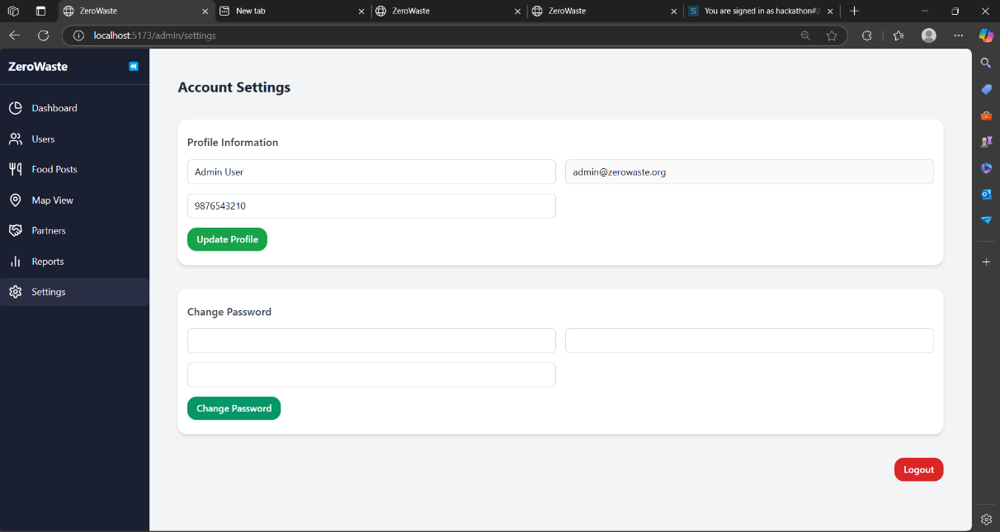 ZeroWaste
New tab
ZeroWaste
ZeroWaste
You are signed in as hackathon#2
localhost:5173/admin/settings
ZeroWaste
Dashboard
Users
Food Posts
Map View
Partners
Reports
Settings
Account Settings
Profile Information
Admin User
admin@zerowaste.org
9876543210
Update Profile
Change Password
Change Password
Logout